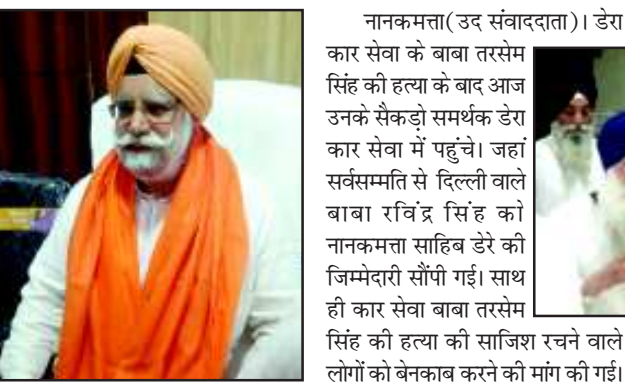 नानकमत्ता(उद संवाददाता)। डेरा
कार सेवा के बाबा तरसेम
सिंह की हत्या के बाद आज
उनके सैकड़ो समर्थक डेरा
कार सेवा में पहुंचे। जहां
सर्वसम्मति से दिल्ली वाले
बाबा रविंद्र सिंह को
नानकमत्ता साहिब डेरे की
जिम्मेदारी सौंपी गई। साथ
ही कार सेवा बाबा तरसेम
सिंह की हत्या की साजिश रचने वाले
लोगों को बेनकाब करने की मांग की गई।